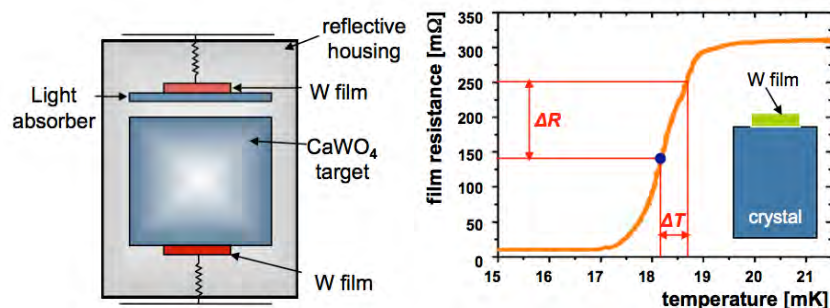 reflective
housing
W film
Light
absorber
CaWO4
target
W film
film resistance [mΩ]
350
300
250
200
150
100
50
0
ΔR
ΔT
W film
crystal
15
16
17
18
19
20
21
temperature [mK]